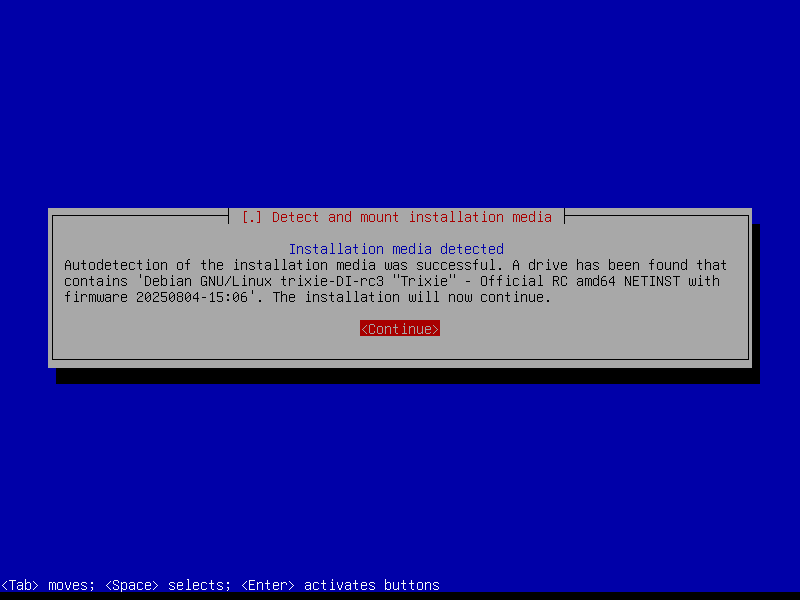 [.] Detect and mount installation media
Installation media detected
Autodetection of the installation media was successful. A drive has been found that
contains 'Debian GNU/Linux trixie-DI-rc3 "Trixie" - Official RC amd64 NETINST with
firmware 20250804-15:06'. The installation will now continue.
<Continue>
<Tab> moves; <Space> selects; <Enter> activates buttons